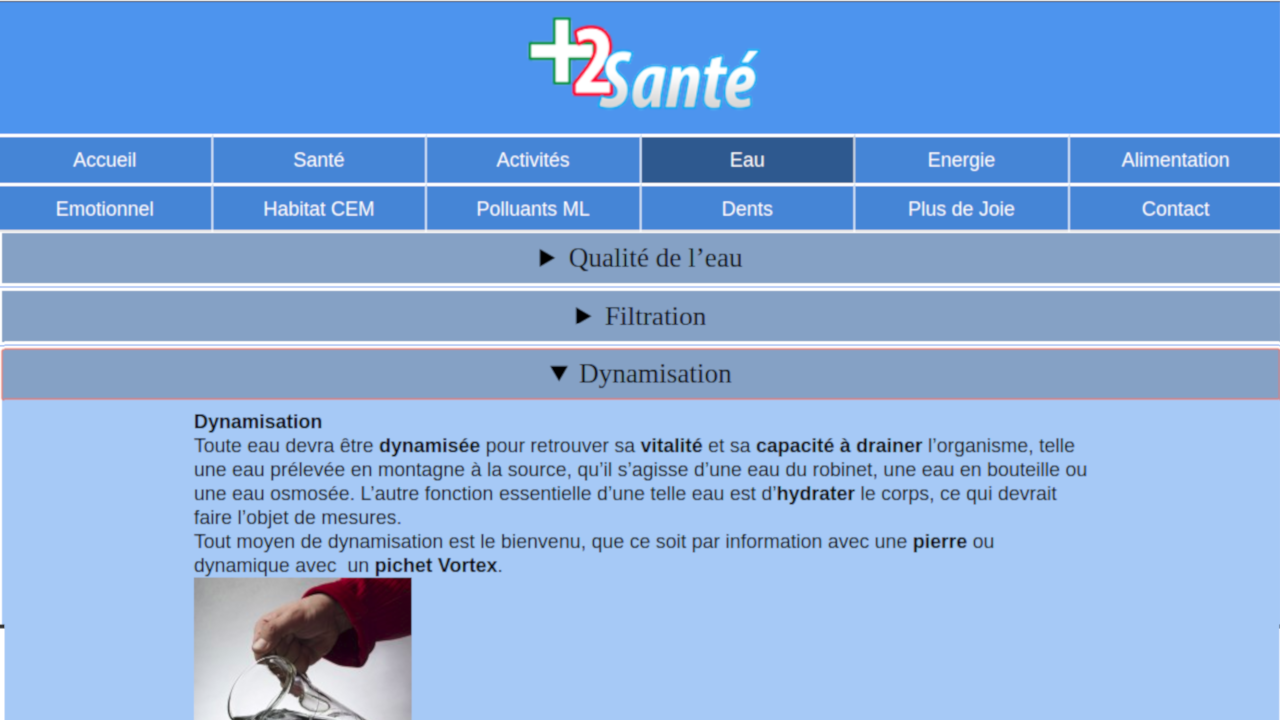 +2Santé
Accueil Santé Activités Eau Energie Alimentation
Emotionnel Habitat CEM Polluants ML Dents Plus de Joie Contact
Qualité de l’eau
Filtration
Dynamisation
Dynamisation
Toute eau devra être dynamisée pour retrouver sa vitalité et sa capacité à drainer l’organisme, telle
une eau prélevée en montagne à la source, qu’il s’agisse d’une eau du robinet, une eau en bouteille ou
une eau osmosée. L’autre fonction essentielle d’une telle eau est d’hydrater le corps, ce qui devrait
faire l’objet de mesures.
Tout moyen de dynamisation est le bienvenu, que ce soit par information avec une pierre ou
dynamique avec  un pichet Vortex.